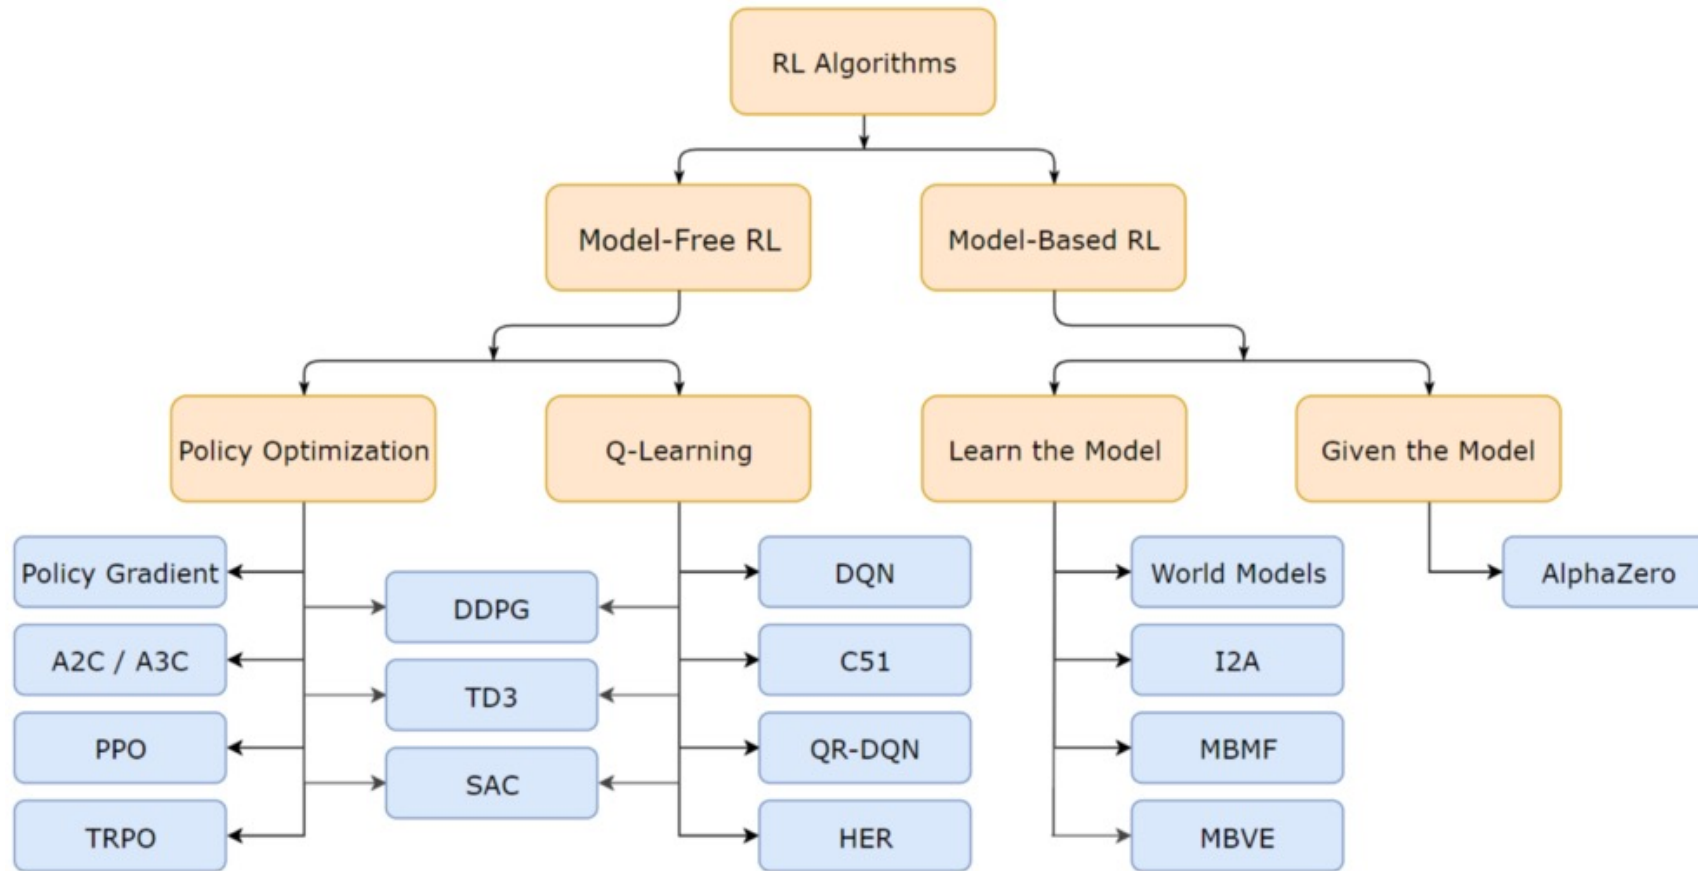 RL Algorithms
Model-Free RL
Model-Based RL
Policy Optimization
Q-Learning
Learn the Model
Given the Model
Policy Gradient
DDPG
DQN
World Models
AlphaZero
A2C / A3C
TD3
C51
I2A
PPO
SAC
QR-DQN
MBMF
TRPO
HER
MBVE